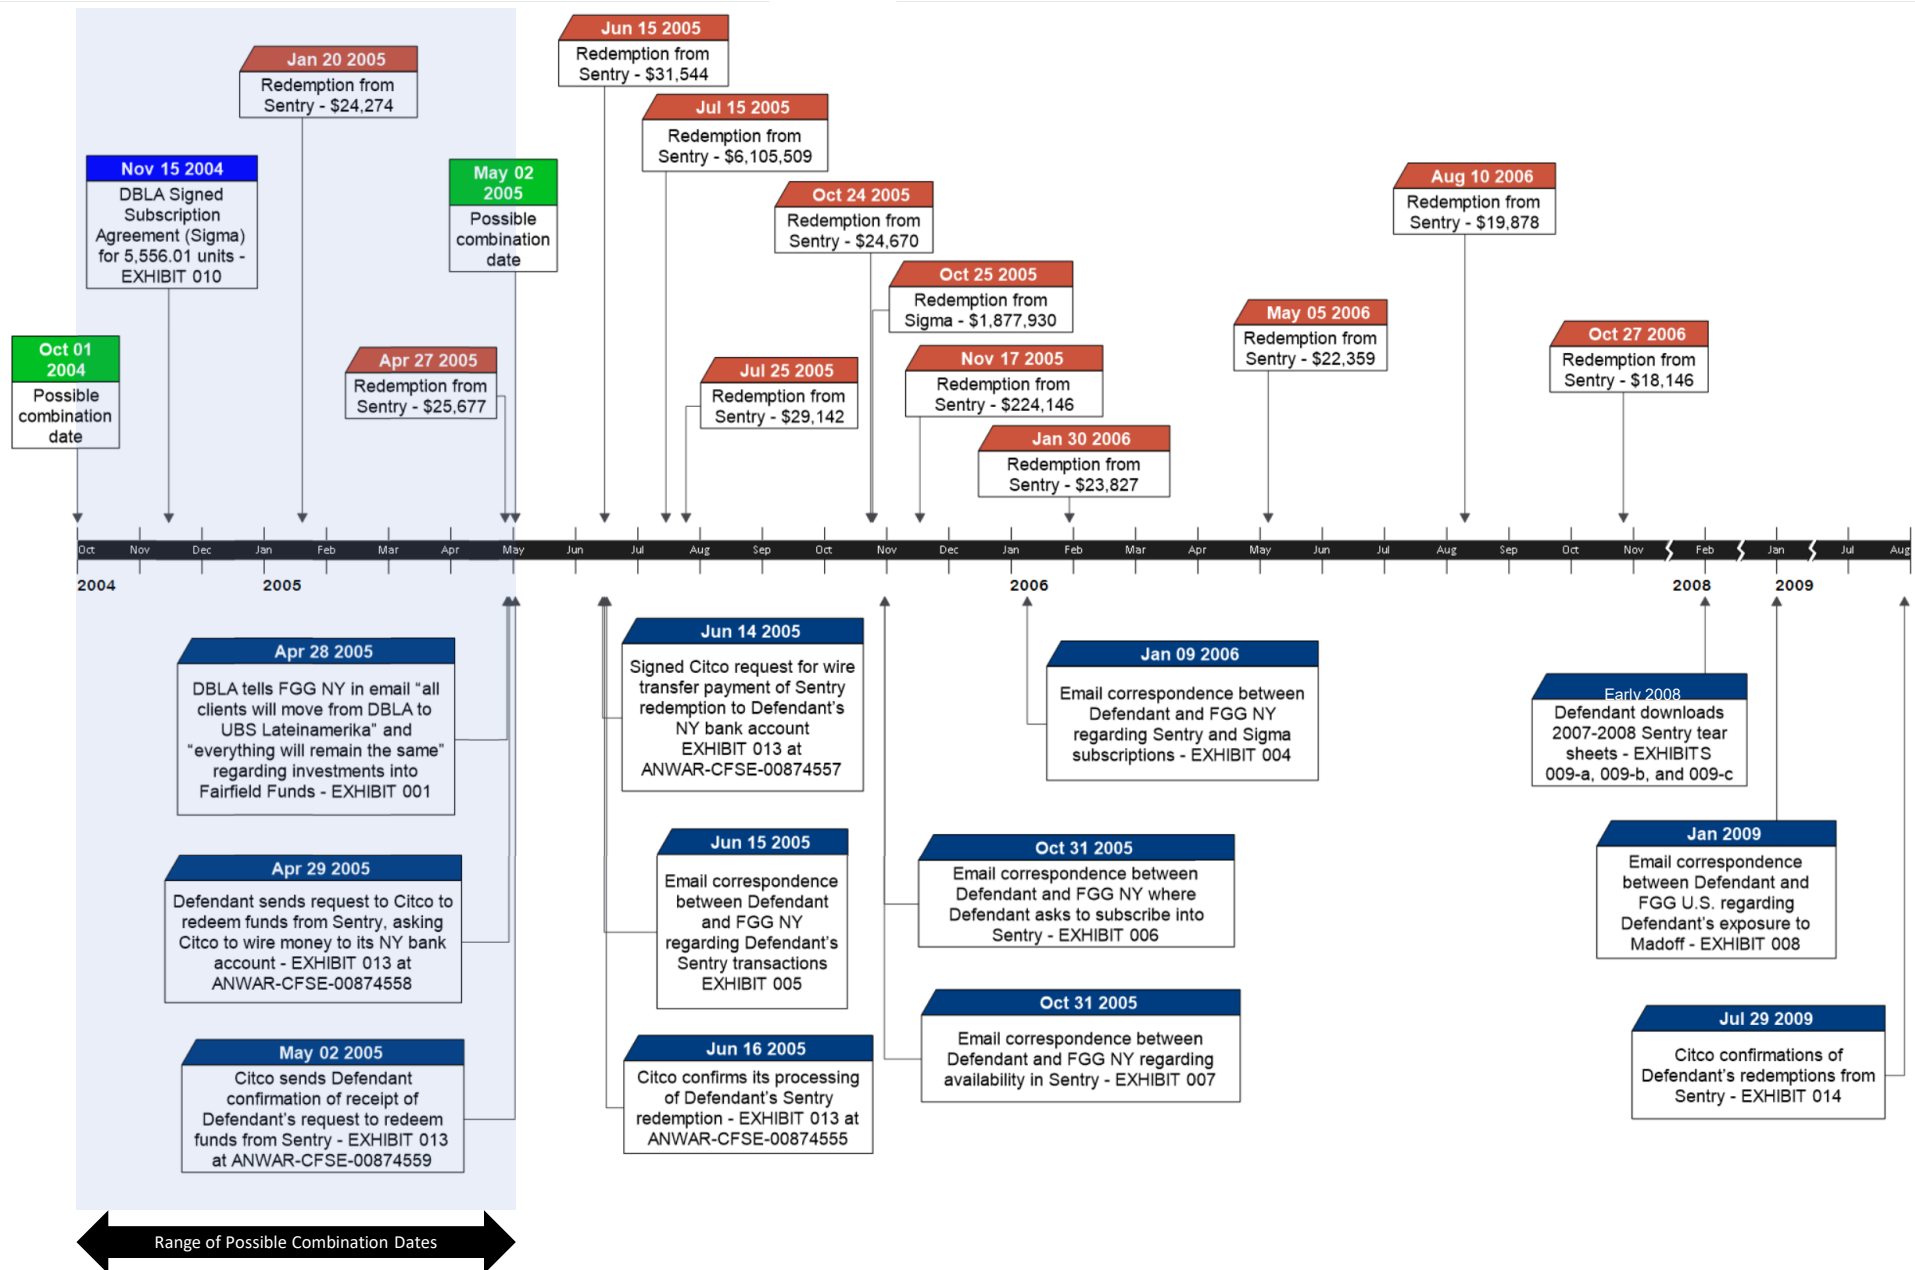 Jun 15 2005
Redemption from
Sentry - $31,544
Jan 20 2005
Redemption from
Sentry - $24,274
Jul 15 2005
Redemption from
Sentry - $6,105,509
Nov 15 2004
DBLA Signed
Subscription
Agreement (Sigma)
for 5,556.01 units -
EXHIBIT 010
May 02
2005
Possible
combination
date
Oct 24 2005
Redemption from
Sentry - $24,670
Aug 10 2006
Redemption from
Sentry - $19,878
Oct 25 2005
Redemption from
Sigma - $1,877,930
May 05 2006
Redemption from
Sentry - $22,359
Oct 27 2006
Redemption from
Sentry - $18,146
Oct 01
2004
Possible
combination
date
Apr 27 2005
Redemption from
Sentry - $25,677
Jul 25 2005
Redemption from
Sentry - $29,142
Nov 17 2005
Redemption from
Sentry - $224,146
Jan 30 2006
Redemption from
Sentry - $23,827
Oct Nov Dec Jan Feb Mar Apr May Jun Jul Aug Sep Oct Nov Dec Jan Feb Mar Apr May Jun Jul Aug Sep Oct Nov Feb Jan Jul Aug
2004 2005 2006 2008 2009
Apr 28 2005
DBLA tells FGG NY in email “all
clients will move from DBLA to
UBS Lateinamerika” and
“everything will remain the same”
regarding investments into
Fairfield Funds - EXHIBIT 001
Jun 14 2005
Signed Citco request for wire
transfer payment of Sentry
redemption to Defendant’s
NY bank account
EXHIBIT 013 at
ANWAR-CFSE-00874557
Jan 09 2006
Email correspondence between
Defendant and FGG NY
regarding Sentry and Sigma
subscriptions - EXHIBIT 004
Early 2008
Defendant downloads
2007-2008 Sentry tear
sheets - EXHIBITS
009-a, 009-b, and 009-c
Apr 29 2005
Defendant sends request to Citco to
redeem funds from Sentry, asking
Citco to wire money to its NY bank
account - EXHIBIT 013 at
ANWAR-CFSE-00874558
Jun 15 2005
Email correspondence
between Defendant
and FGG NY
regarding Defendant’s
Sentry transactions
EXHIBIT 005
Oct 31 2005
Email correspondence between
Defendant and FGG NY where
Defendant asks to subscribe into
Sentry - EXHIBIT 006
Jan 2009
Email correspondence
between Defendant and
FGG U.S. regarding
Defendant’s exposure to
Madoff - EXHIBIT 008
May 02 2005
Citco sends Defendant
confirmation of receipt of
Defendant’s request to redeem
funds from Sentry - EXHIBIT 013
at ANWAR-CFSE-00874559
Jun 16 2005
Citco confirms its processing
of Defendant’s Sentry
redemption - EXHIBIT 013 at
ANWAR-CFSE-00874555
Oct 31 2005
Email correspondence between
Defendant and FGG NY regarding
availability in Sentry - EXHIBIT 007
Jul 29 2009
Citco confirmations of
Defendant’s redemptions from
Sentry - EXHIBIT 014
Range of Possible Combination Dates